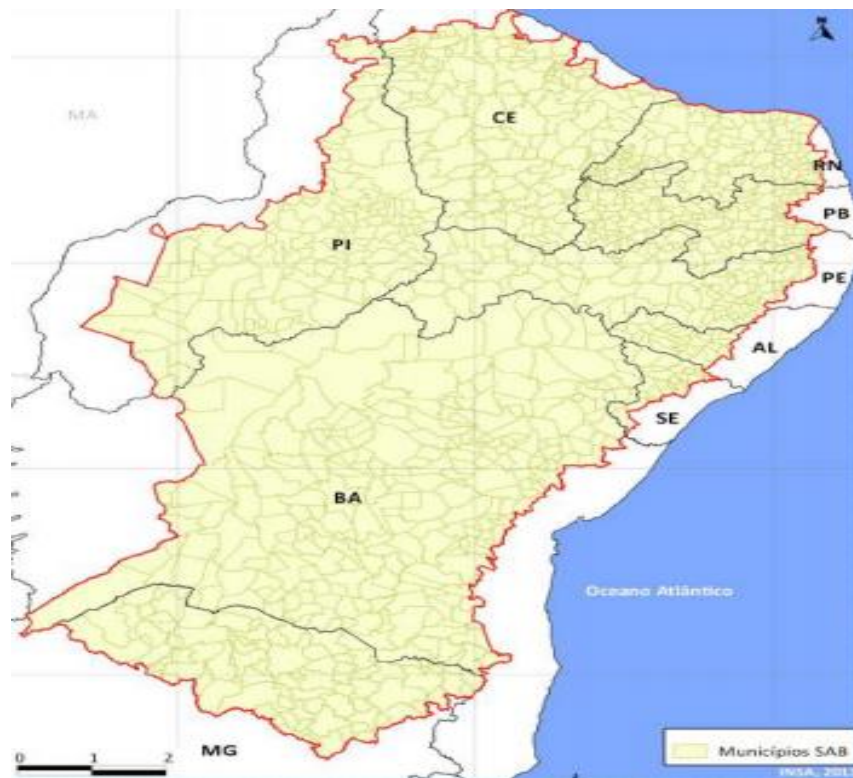 N
MA
CE
RN
PB
PI
PE
AL
SE
BA
Oceano Atlântico
0 1 2
MG
Municípios SAB